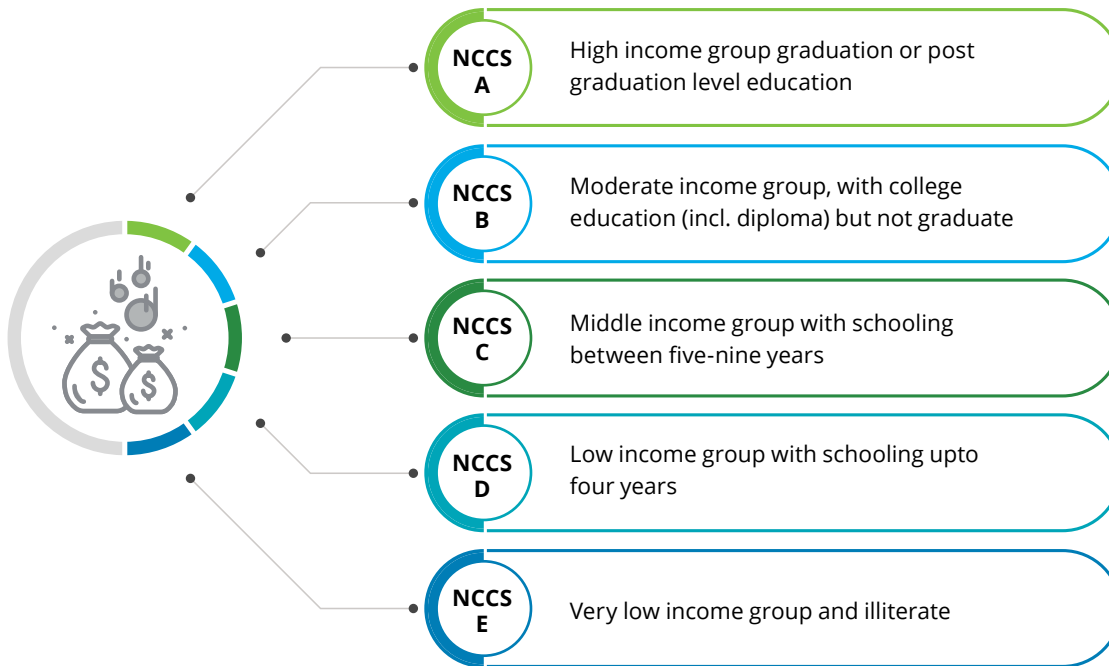 NCCS
A
High income group graduation or post
graduation level education
NCCS
B
Moderate income group, with college
education (incl. diploma) but not graduate
NCCS
C
Middle income group with schooling
between five-nine years
NCCS
D
Low income group with schooling upto
four years
NCCS
E
Very low income group and illiterate
$
$